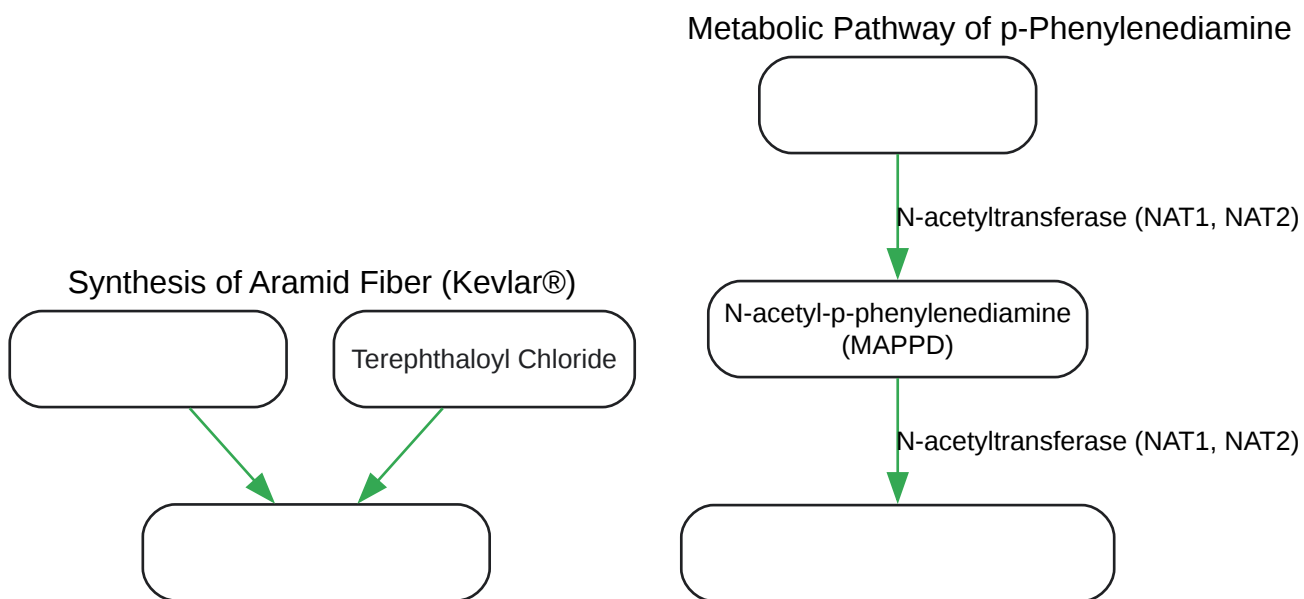 Metabolic Pathway of p-Phenylenediamine
N-acetyltransferase (NAT1, NAT2)
Synthesis of Aramid Fiber (Kevlar®)
Terephthaloyl Chloride
N-acetyl-p-phenylenediamine
(MAPPD)
N-acetyltransferase (NAT1, NAT2)